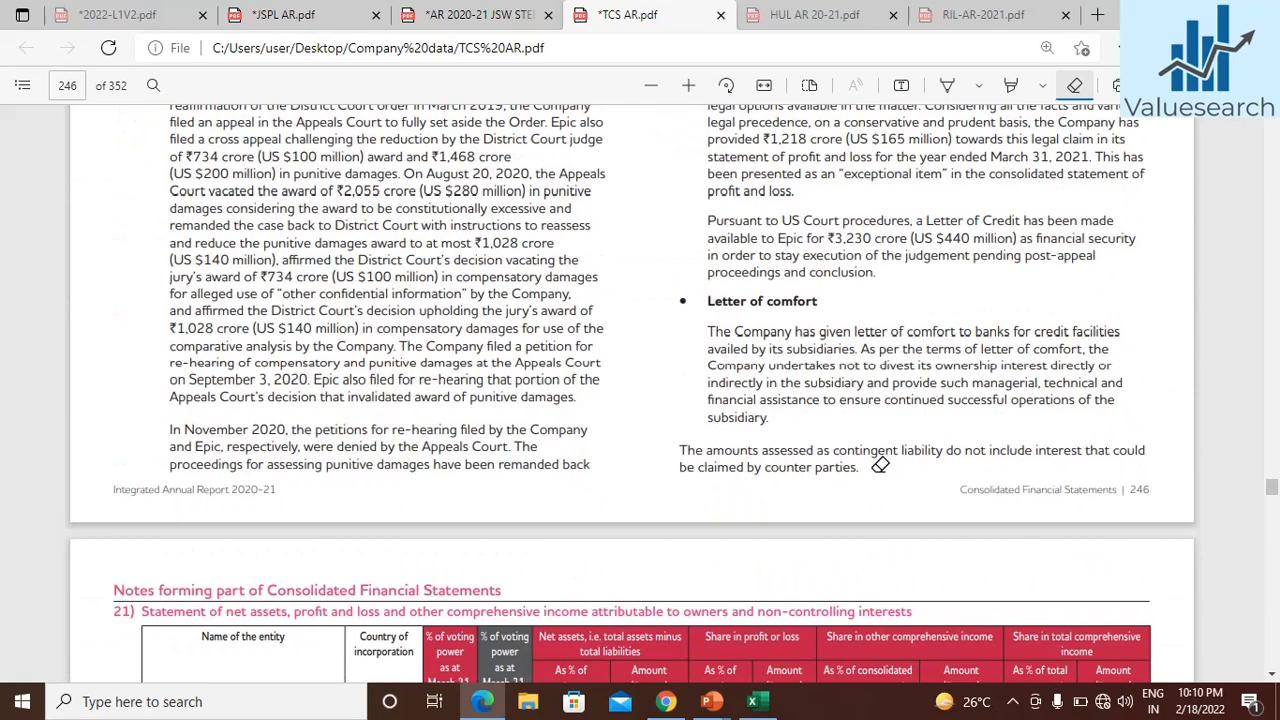 *2022-L1V2.pdf
*JSPL AR.pdf
*AR 2020-21 JSW STE
*TCS AR.pdf
HUL AR 20-21.pdf
RIL-AR-2021.pdf
File
C:/Users/user/Desktop/Company%20data/TCS%20AR.pdf
246 of 352
Valuesearch
reaffirmation of the District Court order in March 2019, the Company
filed an appeal in the Appeals Court to fully set aside the Order. Epic also
filed a cross appeal challenging the reduction by the District Court judge
of ₹734 crore (US $100 million) award and ₹1,468 crore
(US $200 million) in punitive damages. On August 20, 2020, the Appeals
Court vacated the award of ₹2,055 crore (US $280 million) in punitive
damages considering the award to be constitutionally excessive and
remanded the case back to District Court with instructions to reassess
and reduce the punitive damages award to at most ₹1,028 crore
(US $140 million), affirmed the District Court's decision vacating the
jury's award of ₹734 crore (US $100 million) in compensatory damages
for alleged use of "other confidential information" by the Company,
and affirmed the District Court's decision upholding the jury's award of
₹1,028 crore (US $140 million) in compensatory damages for use of the
comparative analysis by the Company. The Company filed a petition for
re-hearing of compensatory and punitive damages at the Appeals Court
on September 3, 2020. Epic also filed for re-hearing that portion of the
Appeals Court's decision that invalidated award of punitive damages.
In November 2020, the petitions for re-hearing filed by the Company
and Epic, respectively, were denied by the Appeals Court. The
proceedings for assessing punitive damages have been remanded back
legal options available in the matter. Considering all the facts and
legal precedence, on a conservative and prudent basis, the Company has
provided ₹1,218 crore (US $165 million) towards this legal claim in its
statement of profit and loss for the year ended March 31, 2021. This has
been presented as an "exceptional item" in the consolidated statement of
profit and loss.
Pursuant to US Court procedures, a Letter of Credit has been made
available to Epic for ₹3,230 crore (US $440 million) as financial security
in order to stay execution of the judgement pending post-appeal
proceedings and conclusion.
• Letter of comfort
The Company has given letter of comfort to banks for credit facilities
availed by its subsidiaries. As per the terms of letter of comfort, the
Company undertakes not to divest its ownership interest directly or
indirectly in the subsidiary and provide such managerial, technical and
financial assistance to ensure continued successful operations of the
subsidiary.
The amounts assessed as contingent liability do not include interest that could
be claimed by counter parties.
Integrated Annual Report 2020-21
Consolidated Financial Statements | 246
Notes forming part of Consolidated Financial Statements
21) Statement of net assets, profit and loss and other comprehensive income attributable to owners and non-controlling interests
Name of the entity
Country of
incorporation
% of voting
power
as at
% of voting
power
as at
Net assets, i.e. total assets minus
total liabilities
Share in profit or loss
Share in other comprehensive income
Share in total comprehensive
income
As % of
Amount
As % of
Amount
As % of consolidated
Amount
As % of total
Amount
Type here to search
26°C
ENG
IN
10:10 PM
2/18/2022
1